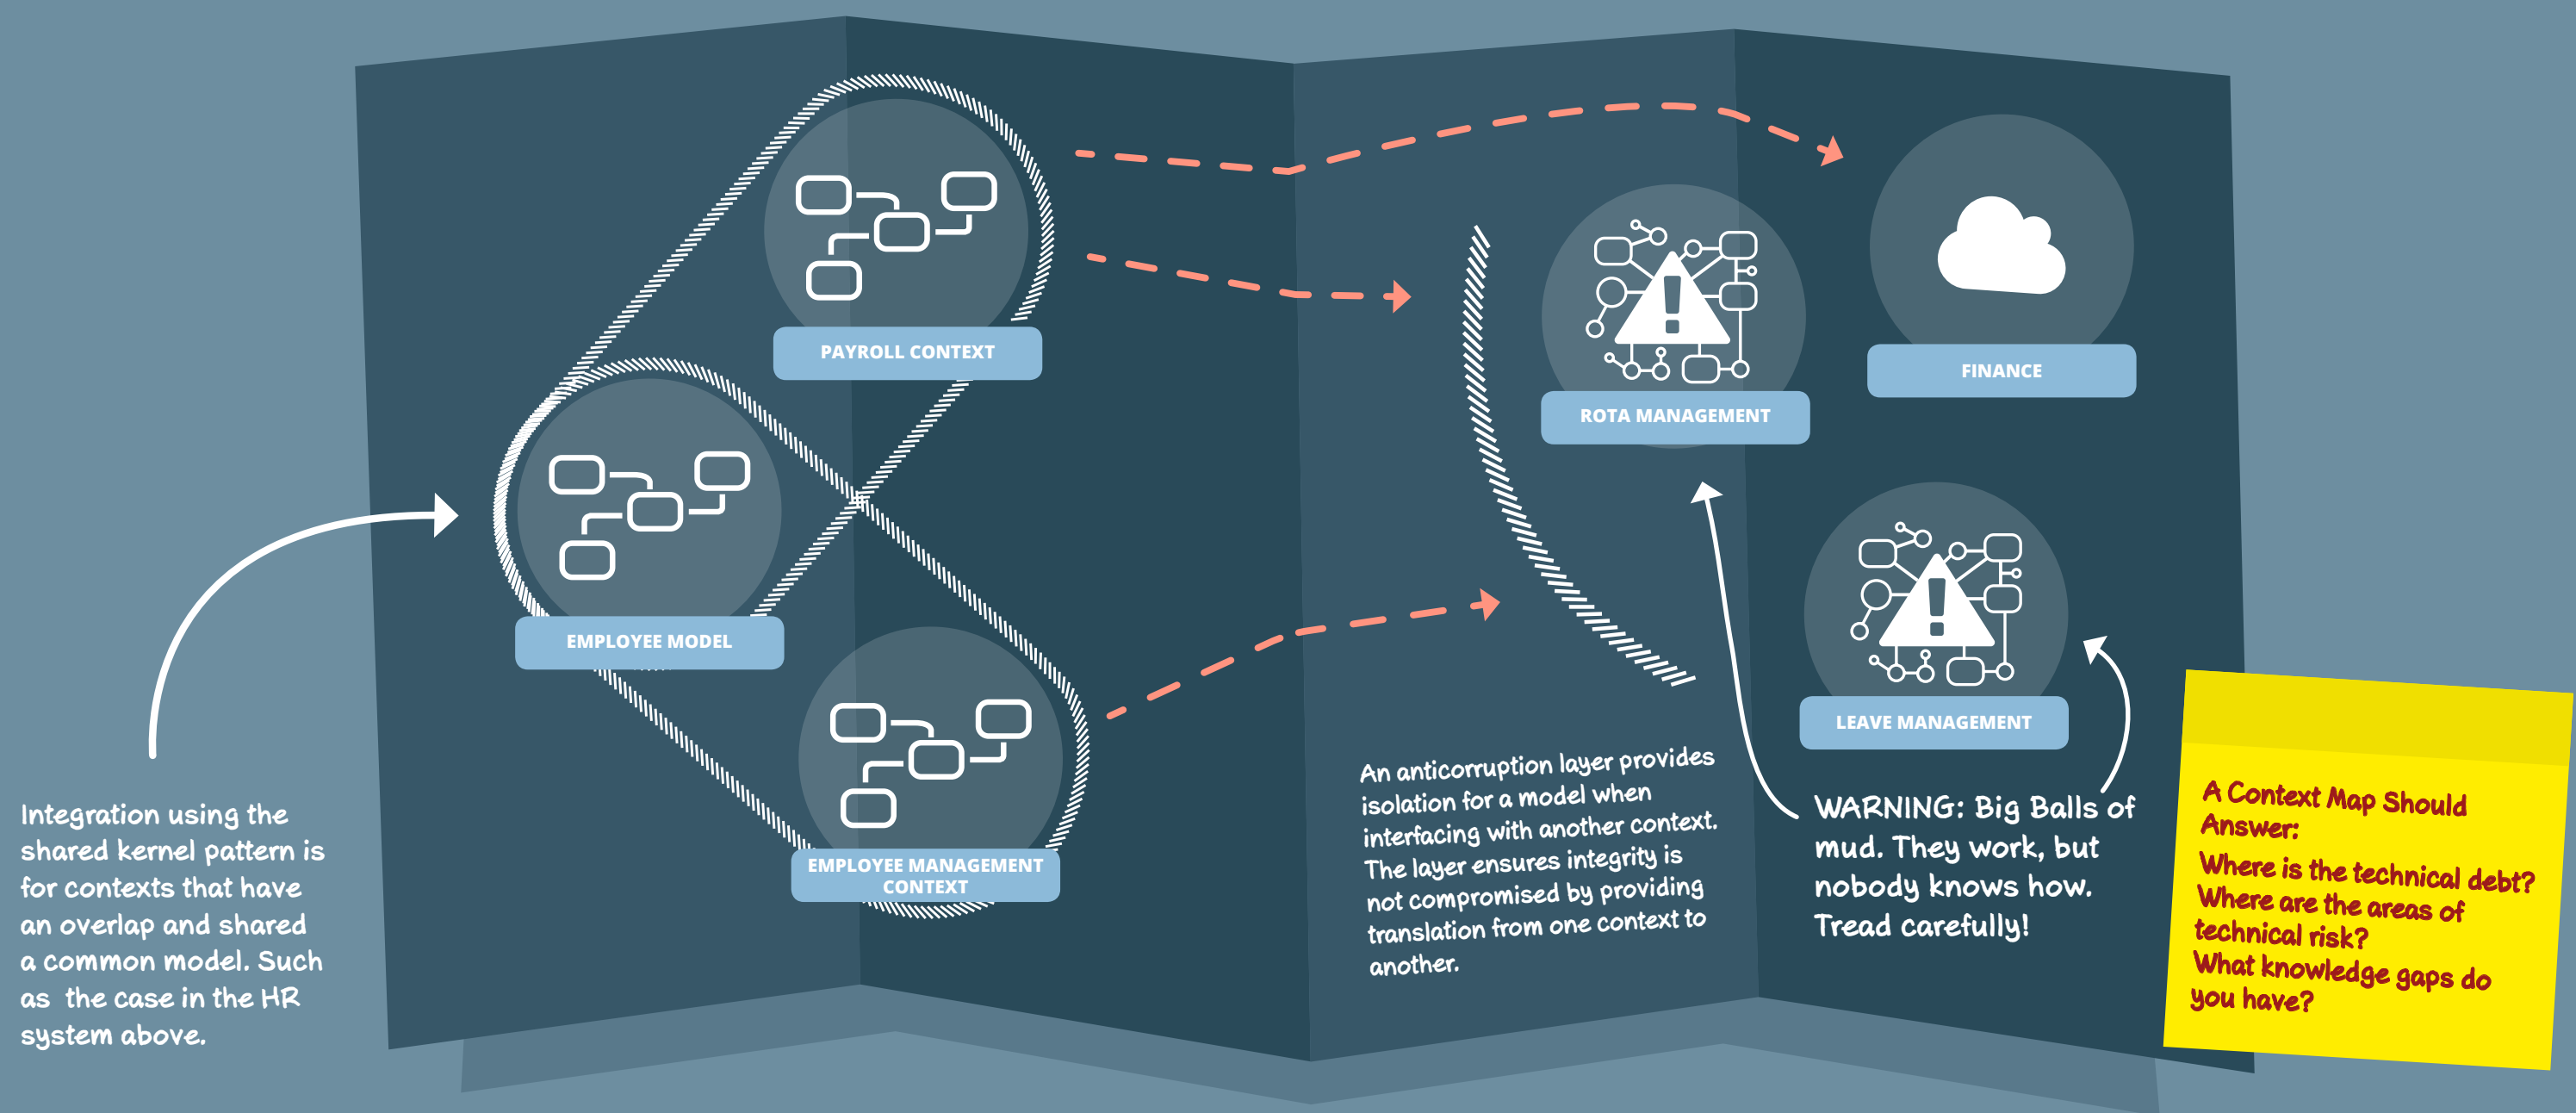 PAYROLL CONTEXT
EMPLOYEE MODEL
EMPLOYEE MANAGEMENT
CONTEXT
ROTA MANAGEMENT
FINANCE
LEAVE MANAGEMENT
Integration using the
shared kernel pattern is
for contexts that have
an overlap and shared
a common model. Such
as the case in the HR
system above.
An anticorruption layer provides
isolation for a model when
interfacing with another context.
The layer ensures integrity is
not compromised by providing
translation from one context to
another.
WARNING: Big Balls of
mud. They work, but
nobody knows how.
Tread carefully!
A Context Map Should
Answer:
Where is the technical debt?
Where are the areas of
technical risk?
What knowledge gaps do
you have?